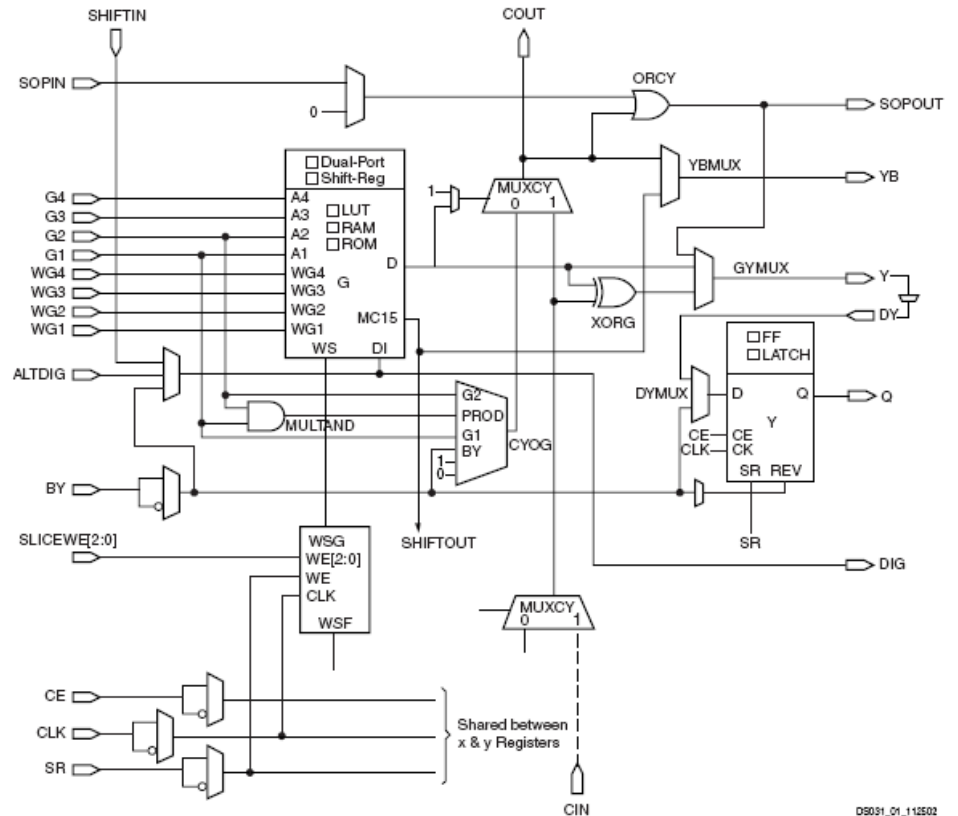 SHIFTIN
COUT
SOPIN
0
ORCY
SOPOUT
Dual-Port
Shift-Reg
YBMUX
YB
G4
G3
G2
G1
WG4
WG3
WG2
WG1
A4
A3
A2
A1
WG4
WG3
WG2
WG1
LUT
RAM
ROM
G
D
MC15
WS
DI
1
MUXCY
0 1
GYMUX
Y
XORG
DY
FF
LATCH
DYMUX
D
Q
Q
Y
CE
CLK
CE
CK
SR REV
SR
ALTDIG
MULTAND
G2
PROD
G1
BY
1
0
CYOG
BY
SHIFTOUT
DIG
SLICEWE[2:0]
WSG
WE[2:0]
WE
CLK
WSF
MUXCY
0 1
CE
CLK
SR
Shared between
x & y Registers
CIN
DS031_01_112502